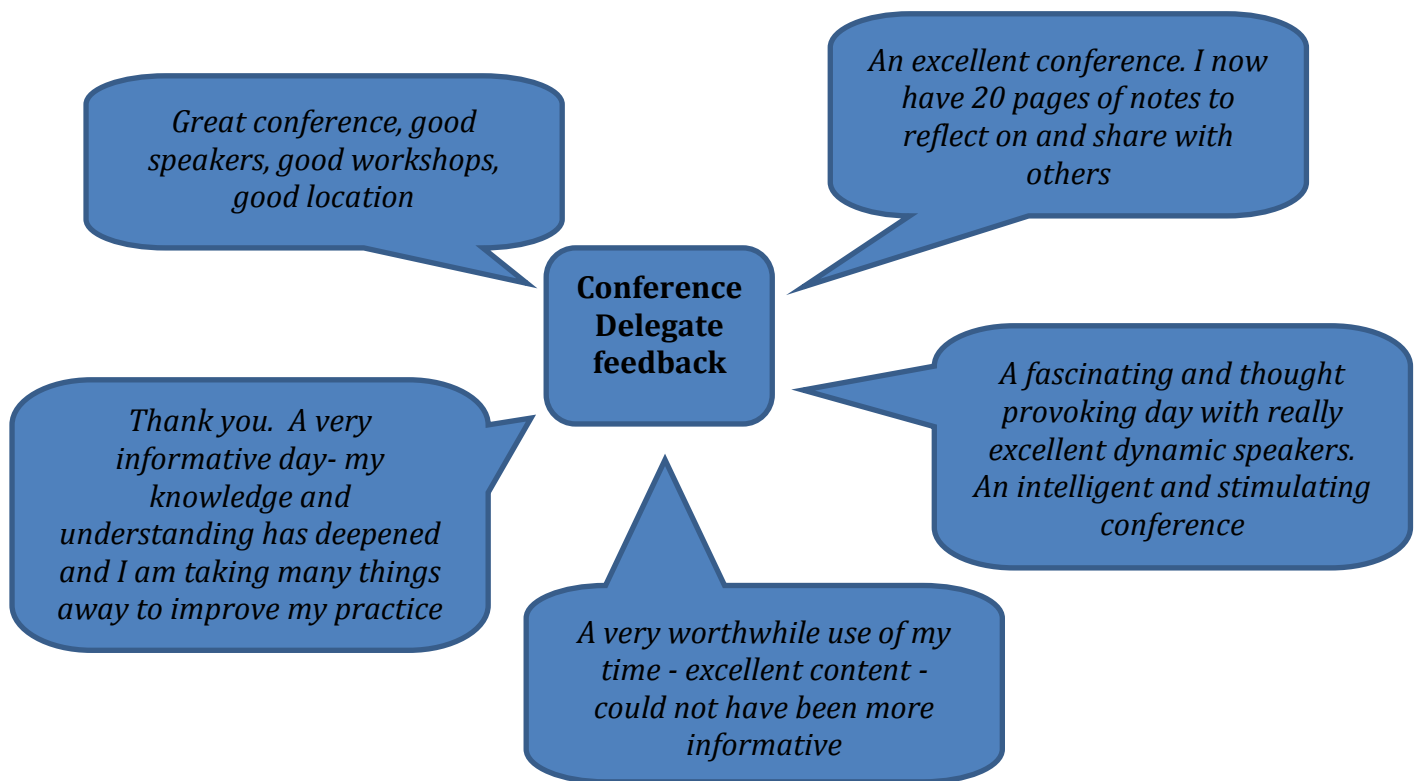 Great conference, good
speakers, good workshops,
good location
An excellent conference. I now
have 20 pages of notes to
reflect on and share with
others
Conference
Delegate
feedback
Thank you.  A very
informative day- my
knowledge and
understanding has deepened
and I am taking many things
away to improve my practice
A fascinating and thought
provoking day with really
excellent dynamic speakers.
An intelligent and stimulating
conference
A very worthwhile use of my
time - excellent content -
could not have been more
informative